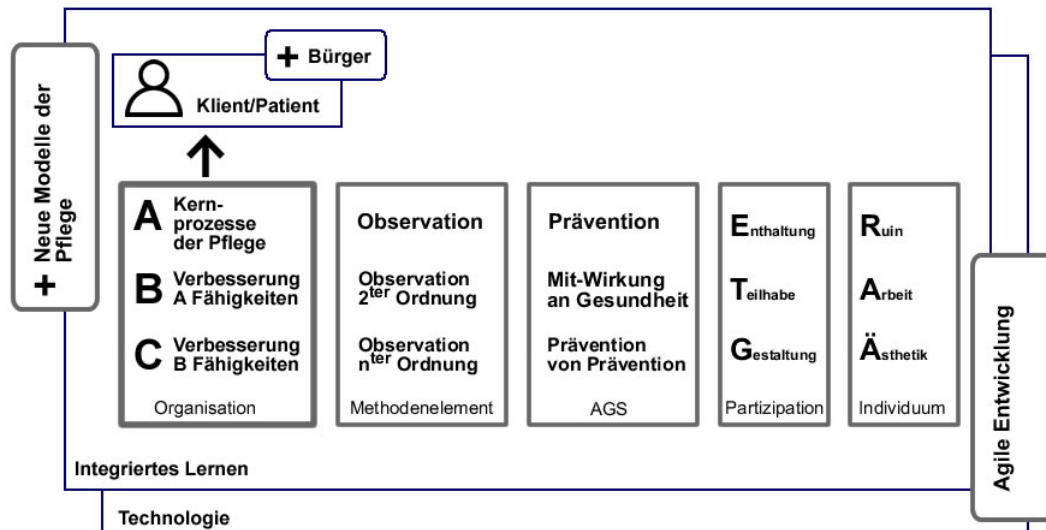 + Neue Modelle der
Pflege
+ Bürger
Klient/Patient
A Kern-
prozesse
der Pflege
B Verbesserung
A Fähigkeiten
C Verbesserung
B Fähigkeiten
Organisation
Observation
Observation
2ter Ordnung
Observation
nter Ordnung
Methodenelement
Prävention
Mit-Wirkung
an Gesundheit
Prävention
von Prävention
AGS
Enthaltung
Teilhabe
Gestaltung
Partizipation
Ruin
Arbeit
Ästhetik
Individuum
Agile Entwicklung
Integriertes Lernen
Technologie